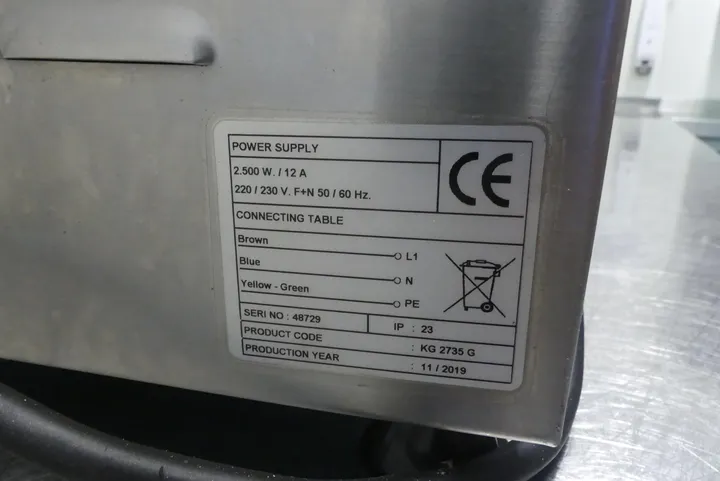 POWER SUPPLY
2.500 W. / 12 A
220 / 230 V. F+N 50 / 60 Hz.
CE
CONNECTING TABLE
Brown L1
Blue N
Yellow - Green PE
SERI NO : 48729 IP : 23
PRODUCT CODE : KG 2735 G
PRODUCTION YEAR : 11 / 2019